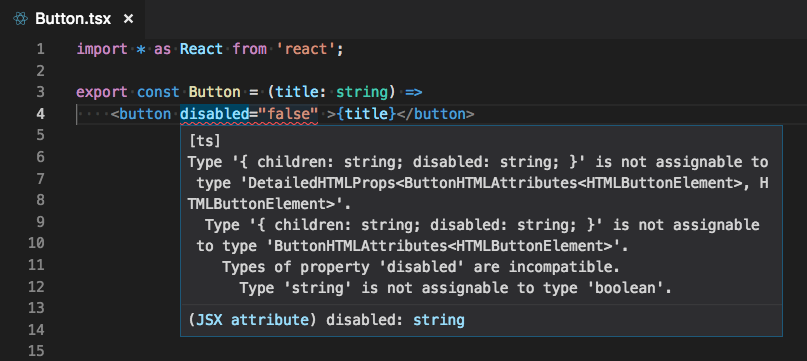 Button.tsx ×
1 import * as React from 'react';
2
3 export const Button = (title: string) =>
4 ····<button disabled="false" >{title}</button>
5
[ts]
6
Type '{ children: string; disabled: string; }' is not assignable to
7
type 'DetailedHTMLProps<ButtonHTMLAttributes<HTMLButtonElement>, H
8
TMLButtonElement>'.
9
Type '{ children: string; disabled: string; }' is not assignable
10
to type 'ButtonHTMLAttributes<HTMLButtonElement>'.
11
Types of property 'disabled' are incompatible.
12
Type 'string' is not assignable to type 'boolean'.
13
(JSX attribute) disabled: string
14
15